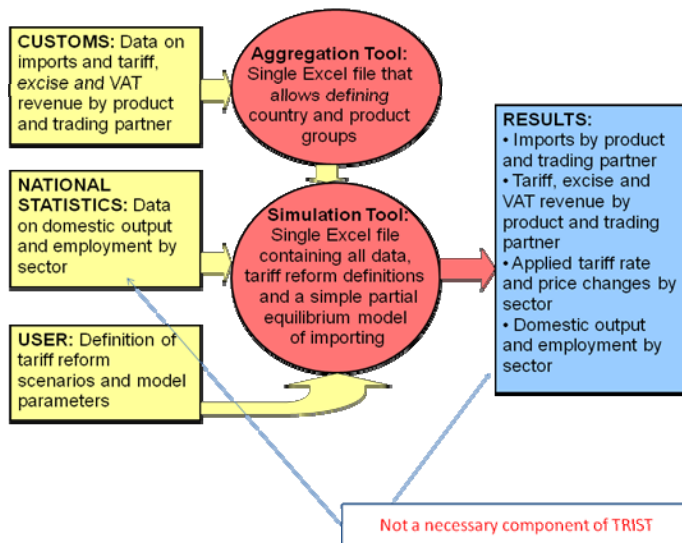 CUSTOMS: Data on
imports and tariff,
excise and VAT
revenue by product
and trading partner
Aggregation Tool:
Single Excel file that
allows defining
country and product
groups
NATIONAL
STATISTICS: Data
on domestic output
and employment by
sector
Simulation Tool:
Single Excel file
containing all data,
tariff reform definitions
and a simple partial
equilibrium model
of importing
USER: Definition of
tariff reform
scenarios and model
parameters
RESULTS:
• Imports by product
and trading partner
• Tariff, excise and
VAT revenue by
product and trading
partner
• Applied tariff rate
and price changes by
sector
• Domestic output
and employment by
sector
Not a necessary component of TRIST